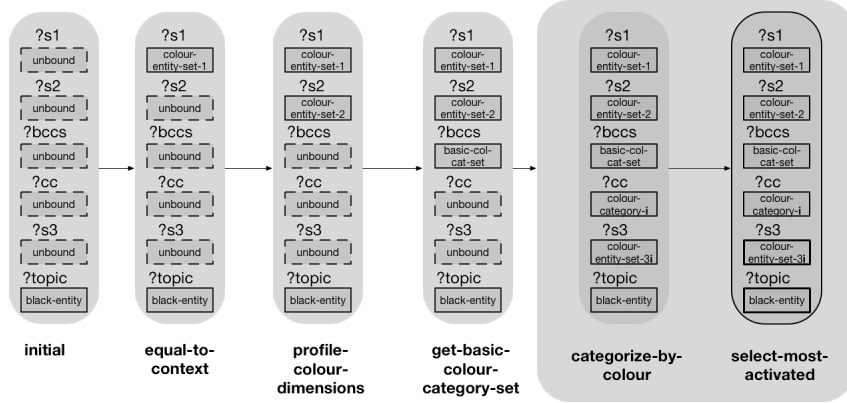 ?s1
unbound
?s2
unbound
?bccs
unbound
?cc
unbound
?s3
unbound
?topic
black-entity
initial
?s1
colour-
entity-set-1
?s2
unbound
?bccs
unbound
?cc
unbound
?s3
unbound
?topic
black-entity
equal-to-
context
?s1
colour-
entity-set-1
?s2
colour-
entity-set-2
?bccs
unbound
?cc
unbound
?s3
unbound
?topic
black-entity
profile-
colour-
dimensions
?s1
colour-
entity-set-1
?s2
colour-
entity-set-2
?bccs
basic-col-
cat-set
?cc
unbound
?s3
unbound
?topic
black-entity
get-basic-
colour-
category-set
?s1
colour-
entity-set-1
?s2
colour-
entity-set-2
?bccs
basic-col-
cat-set
?cc
colour-
category-i
?s3
colour-
entity-set-3i
?topic
black-entity
categorize-by-
colour
?s1
colour-
entity-set-1
?s2
colour-
entity-set-2
?bccs
basic-col-
cat-set
?cc
colour-
category-i
?s3
colour-
entity-set-3i
?topic
black-entity
select-most-
activated